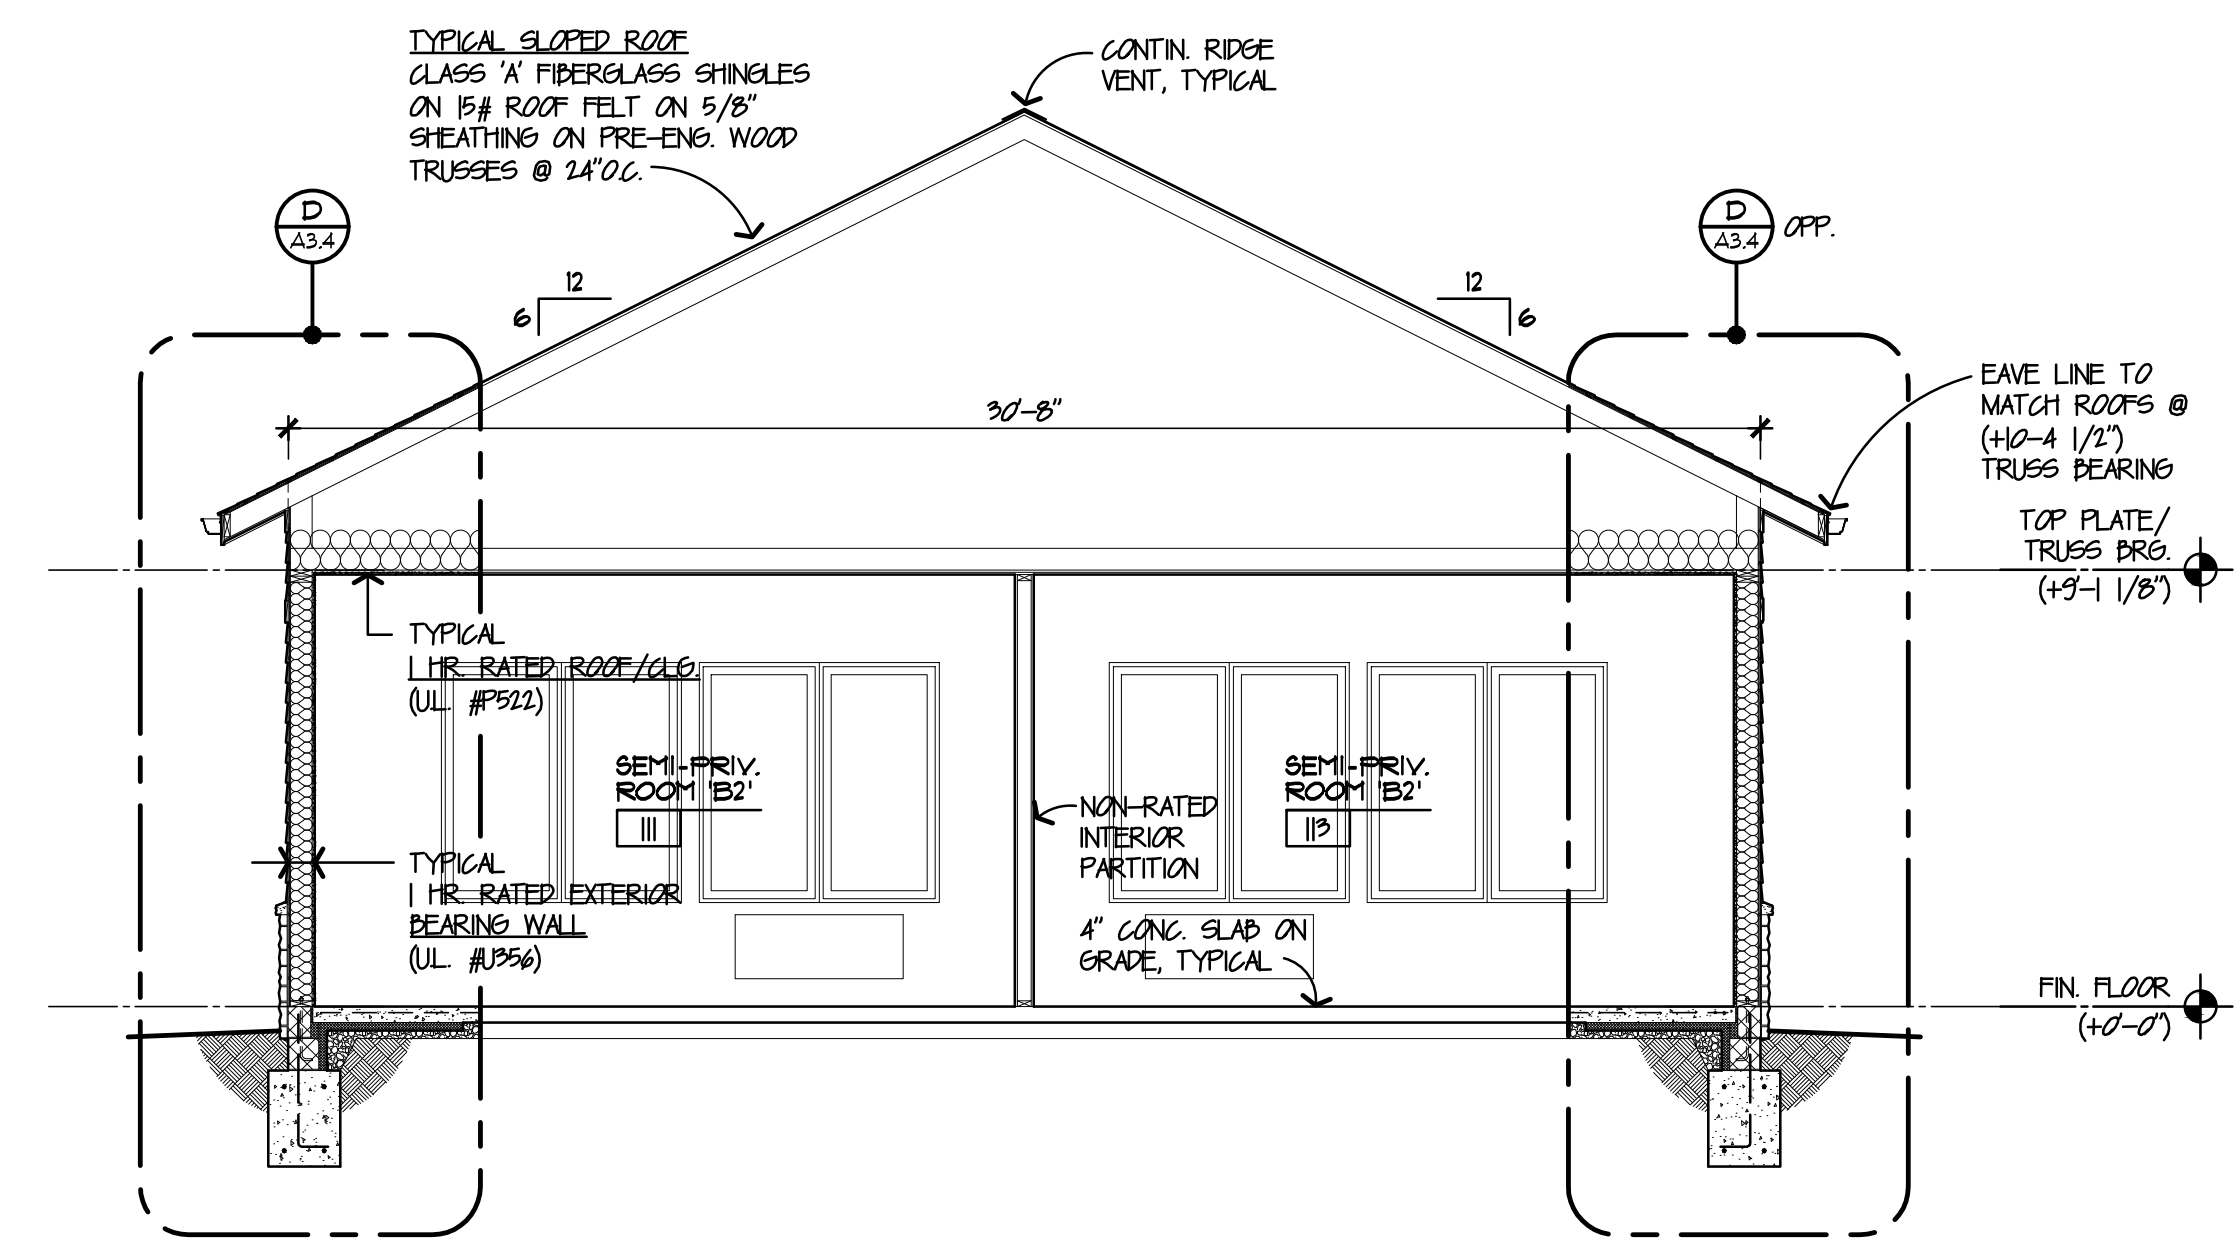 TYPICAL SLOPED ROOF
CLASS 'A' FIBERGLASS SHINGLES
ON 15# ROOF FELT ON 5/8"
SHEATHING ON PRE-ENG. WOOD
TRUSSES @ 24"O.C.
CONTIN. RIDGE
VENT, TYPICAL
D
A3.4
D
A3.4
OPP.
12
6
12
6
30'-8"
EAVE LINE TO
MATCH ROOFS @
(+10-4 1/2")
TRUSS BEARING
TOP PLATE/
TRUSS BRG.
(+9'-1 1/8")
TYPICAL
1 HR. RATED ROOF/CLG.
(U.L. #P522)
SEMI-PRIV.
ROOM 'B2'
111
SEMI-PRIV.
ROOM 'B2'
113
NON-RATED
INTERIOR
PARTITION
TYPICAL
1 HR. RATED EXTERIOR
BEARING WALL
(U.L. #U356)
4" CONC. SLAB ON
GRADE, TYPICAL
FIN. FLOOR
(+0'-0")